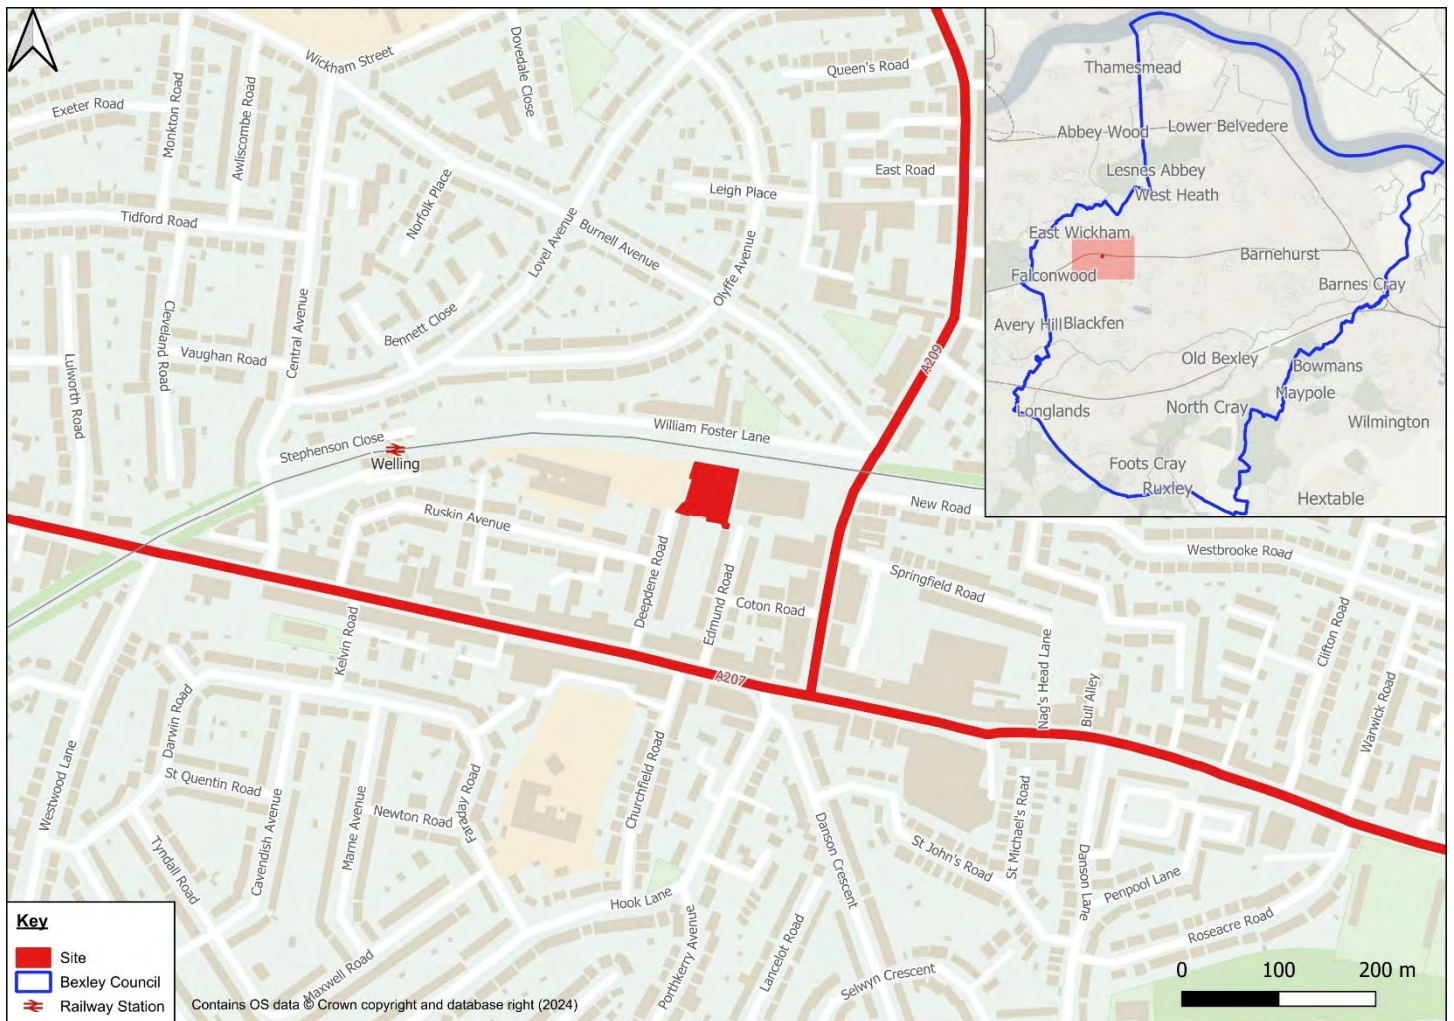 Wickham Street
Dovedale Close
Queen's Road
Exeter Road
Monkton Road
Awliscombe Road
East Road
Leigh Place
Norfolk Place
Tidford Road
Lovel Avenue
Burnell Avenue
Olyffe Avenue
Cleveland Road
Central Avenue
Bennett Close
Vaughan Road
Lulworth Road
A209
William Foster Lane
Stephenson Close
Welling
New Road
Ruskin Avenue
Deepdene Road
Edmund Road
Coton Road
Springfield Road
Westbrooke Road
Kelvin Road
A207
Nag's Head Lane
Bull Alley
Clifton Road
Warwick Road
Darwin Road
Westwood Lane
St Quentin Road
Cavendish Avenue
Marne Avenue
Newton Road
Faraday Road
Churchfield Road
Tyndall Road
Maxwell Road
Hook Lane
Porthkerry Avenue
Lancelot Road
Danson Crescent
Selwyn Crescent
St John's Road
St Michael's Road
Danson Lane
Penpool Lane
Roseacre Road
Thamesmead
Abbey Wood
Lower Belvedere
Lesnes Abbey
West Heath
East Wickham
Barnehurst
Falconwood
Barnes Cray
Avery Hill
Blackfen
Old Bexley
Bowmans
Maypole
Longlands
North Cray
Wilmington
Foots Cray
Ruxley
Hextable
Key
Site
Bexley Council
Railway Station
Contains OS data © Crown copyright and database right (2024)
0 100 200 m